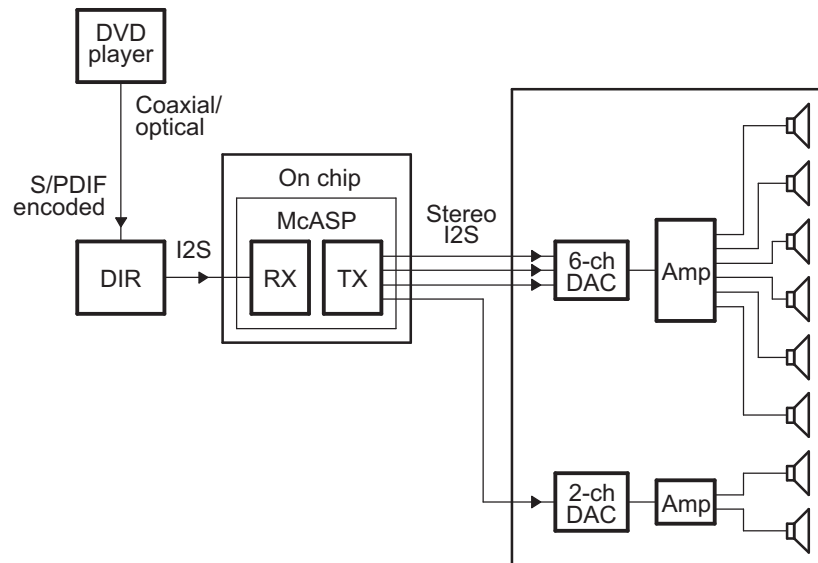 DVD
player
Coaxial/
optical
S/PDIF
encoded
DIR
I2S
On chip
McASP
RX
TX
Stereo
I2S
6-ch
DAC
Amp
2-ch
DAC
Amp